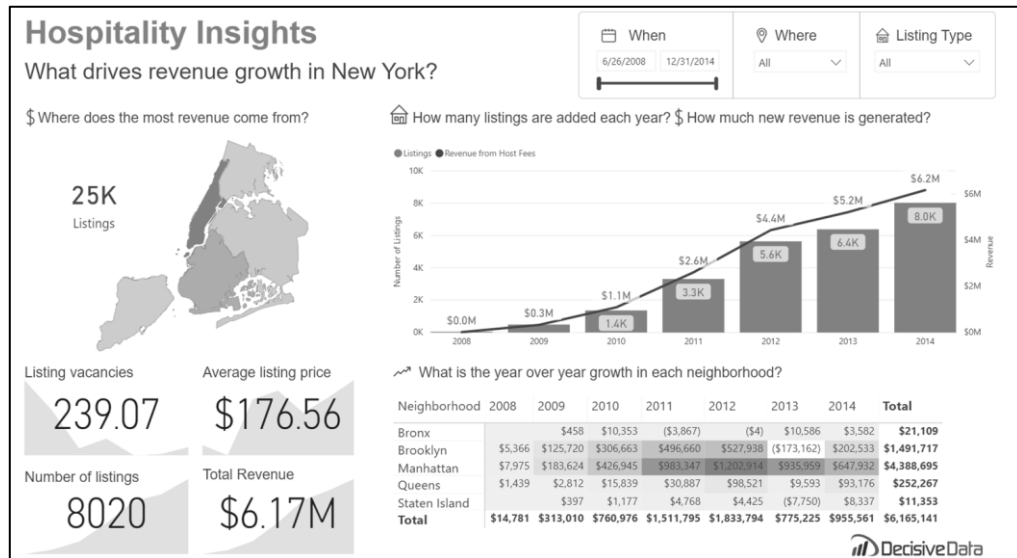 Hospitality Insights
What drives revenue growth in New York?
When
6/26/2008 12/31/2014
Where
All
Listing Type
All
$ Where does the most revenue come from?
25K
Listings
How many listings are added each year? $ How much new revenue is generated?
Listings Revenue from Host Fees
Number of Listings
10K
8K
6K
4K
2K
0K
$0.0M
$0.3M
$1.1M
$2.6M
$4.4M
$5.2M
$6.2M
1.4K
3.3K
5.6K
6.4K
8.0K
$6M
$4M
$2M
$0M
Revenue
2008 2009 2010 2011 2012 2013 2014
Listing vacancies
239.07
Average listing price
$176.56
Number of listings
8020
Total Revenue
$6.17M
What is the year over year growth in each neighborhood?
Neighborhood 2008 2009 2010 2011 2012 2013 2014 Total
Bronx $458 $10,353 ($3,867) ($4) $10,586 $3,582 $21,109
Brooklyn $5,366 $125,720 $306,663 $496,660 $527,938 ($173,162) $202,533 $1,491,717
Manhattan $7,975 $183,624 $426,945 $983,347 $1,202,914 $935,959 $647,932 $4,388,695
Queens $1,439 $2,812 $15,839 $30,887 $98,521 $9,593 $93,176 $252,267
Staten Island $397 $1,177 $4,768 $4,425 ($7,750) $8,337 $11,353
Total $14,781 $313,010 $760,976 $1,511,795 $1,833,794 $775,225 $955,561 $6,165,141
DecisiveData